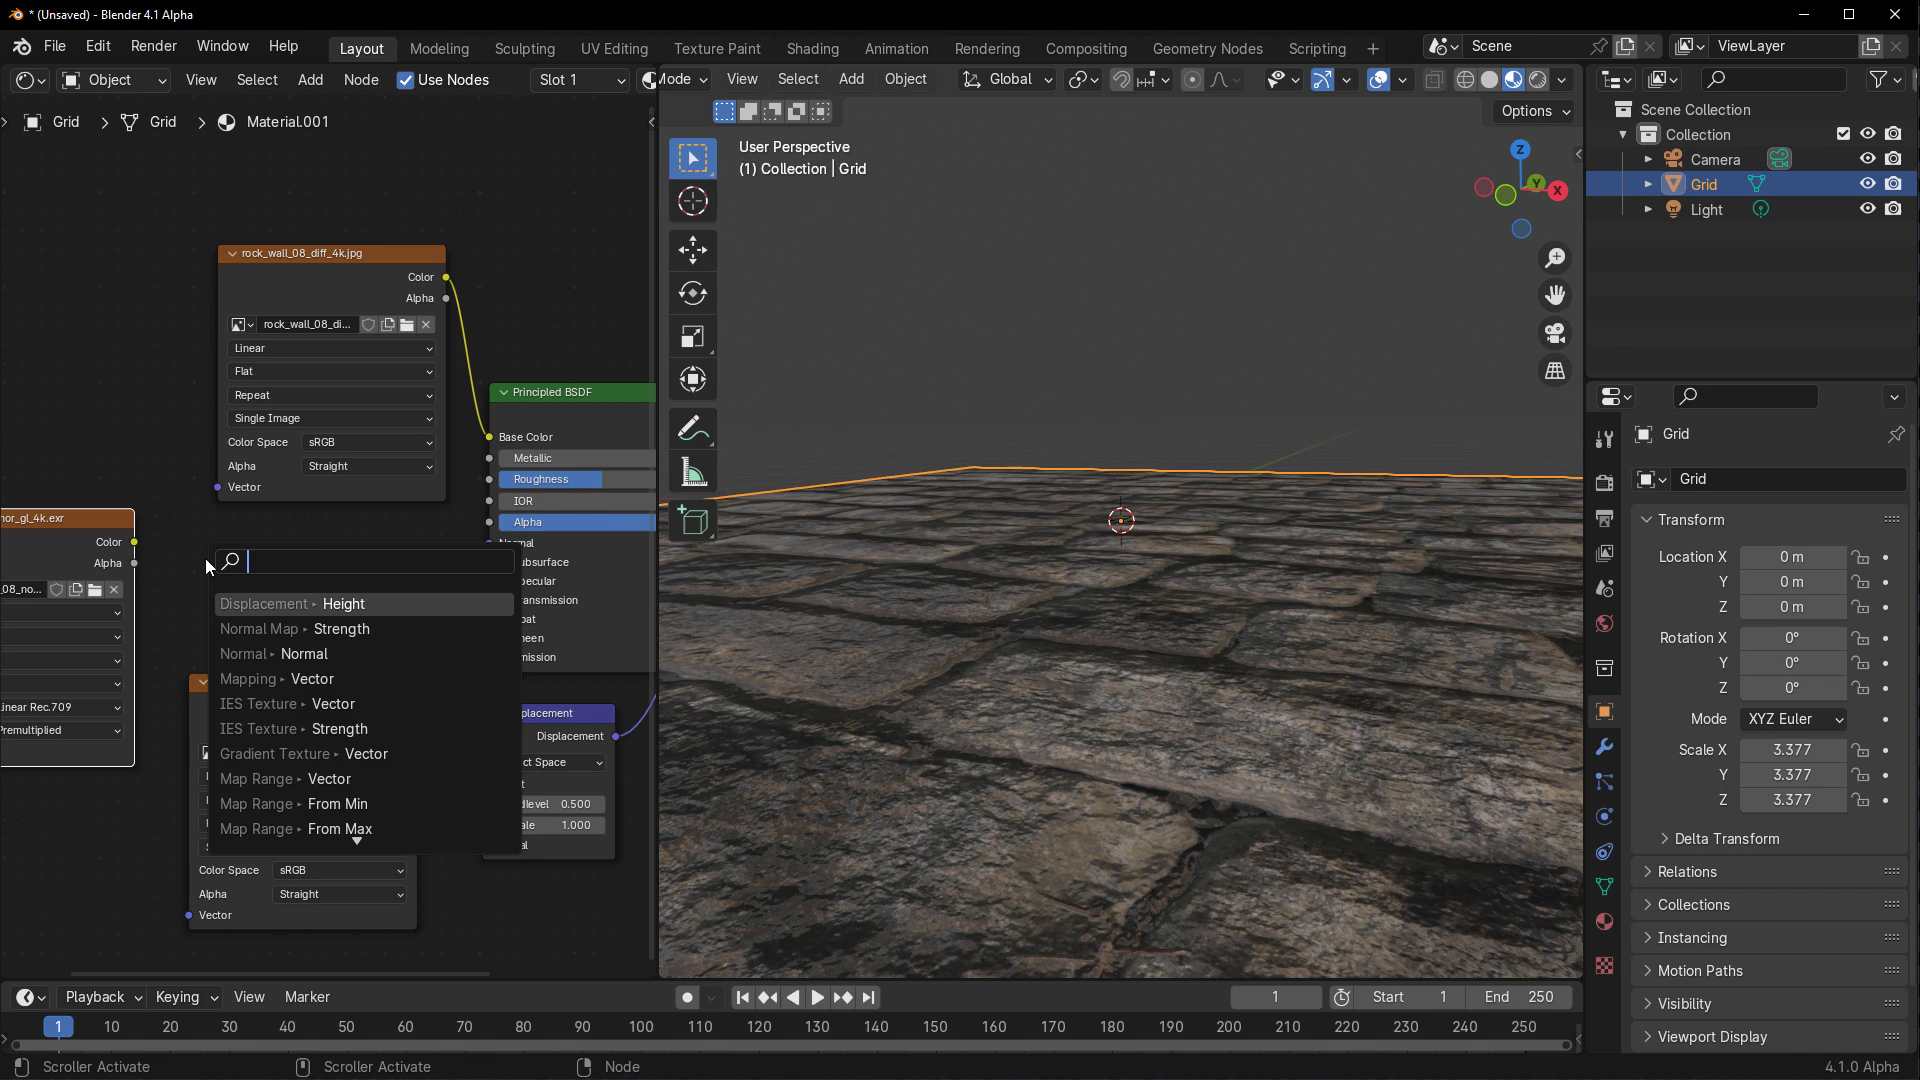 * (Unsaved) - Blender 4.1 Alpha
File Edit Render Window Help Layout Modeling Sculpting UV Editing Texture Paint Shading Animation Rendering Compositing Geometry Nodes Scripting + Scene ViewLayer
Object View Select Add Node Use Nodes Slot 1
Mode View Select Add Object Global
Options
Grid > Grid > Material.001
User Perspective
(1) Collection | Grid
Z
Y
X
rock_wall_08_diff_4k.jpg
Color
Alpha
rock_wall_08_di...
Linear
Flat
Repeat
Single Image
Color Space sRGB
Alpha Straight
Vector
nor_gl_4k.exr
Color
Alpha
_08_no...
inear Rec.709
Premultiplied
Principled BSDF
Base Color
Metallic
Roughness
IOR
Alpha
Normal
ubsurface
pecular
ansmission
oat
heen
mission
Displacement ▸ Height
Normal Map ▸ Strength
Normal ▸ Normal
Mapping ▸ Vector
IES Texture ▸ Vector
IES Texture ▸ Strength
Gradient Texture ▸ Vector
Map Range ▸ Vector
Map Range ▸ From Min
Map Range ▸ From Max
Color Space sRGB
Alpha Straight
Vector
placement
Displacement
ct Space
t
dlevel 0.500
ale 1.000
al
Scene Collection
Collection
Camera
Grid
Light
Grid
Grid
Transform
Location X 0 m
Y 0 m
Z 0 m
Rotation X 0°
Y 0°
Z 0°
Mode XYZ Euler
Scale X 3.377
Y 3.377
Z 3.377
Delta Transform
Relations
Collections
Instancing
Motion Paths
Visibility
Viewport Display
Playback Keying View Marker
1 Start 1 End 250
1 10 20 30 40 50 60 70 80 90 100 110 120 130 140 150 160 170 180 190 200 210 220 230 240 250
Scroller Activate Scroller Activate Node 4.1.0 Alpha